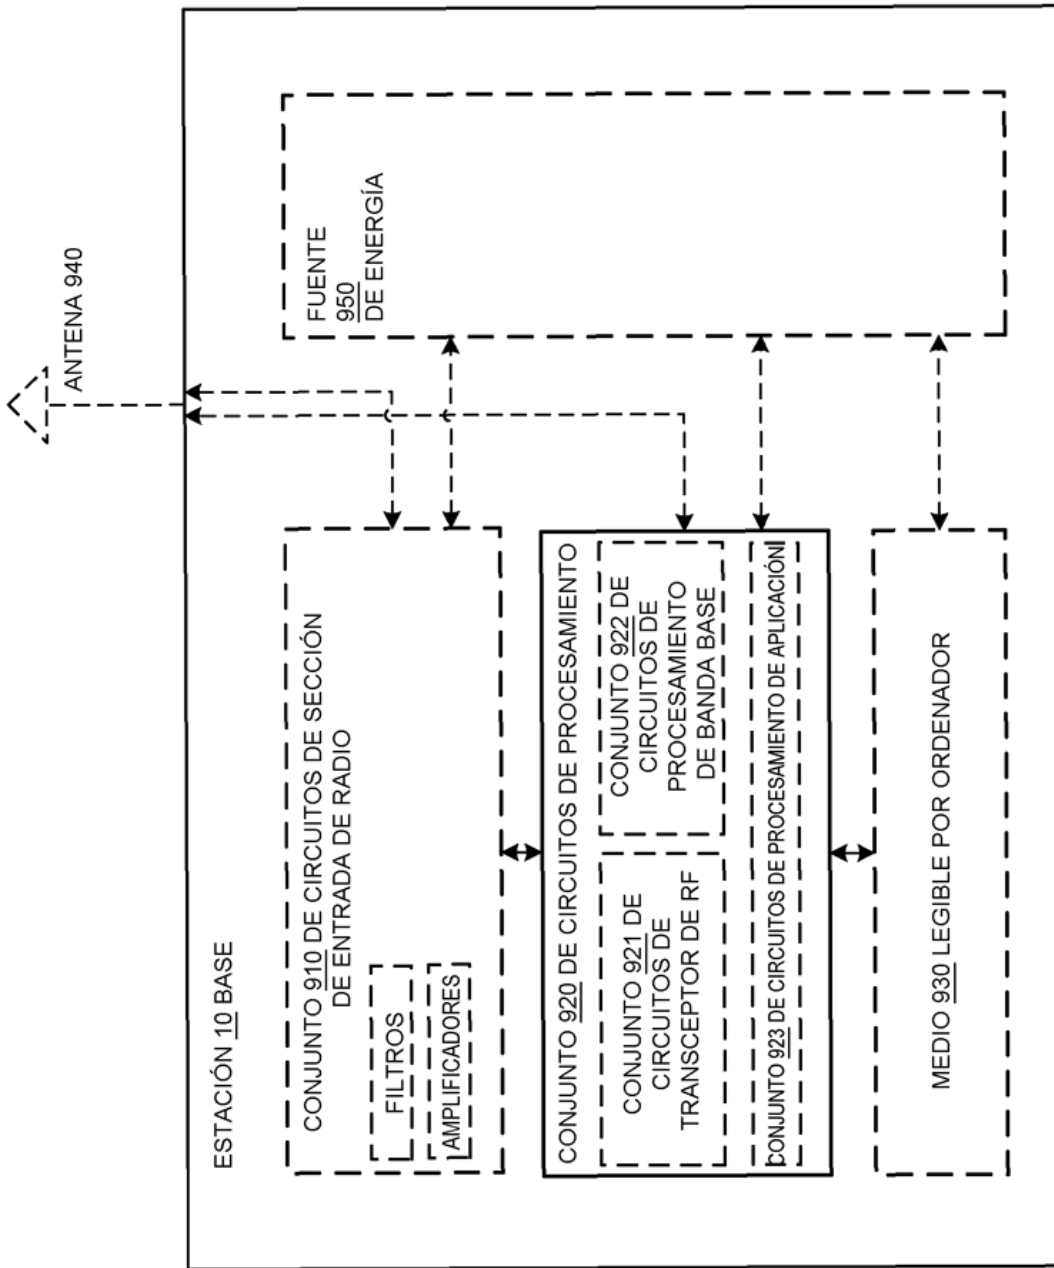 ESTACIÓN 10 BASE
CONJUNTO 910 DE CIRCUITOS DE SECCIÓN
DE ENTRADA DE RADIO
FILTROS
AMPLIFICADORES
CONJUNTO 920 DE CIRCUITOS DE PROCESAMIENTO
CONJUNTO 921 DE
CIRCUITOS DE
TRANSCEPTOR DE RF
CONJUNTO 922 DE
CIRCUITOS DE
PROCESAMIENTO
DE BANDA BASE
CONJUNTO 923 DE CIRCUITOS DE PROCESAMIENTO DE APLICACIÓN
MEDIO 930 LEGIBLE POR ORDENADOR
ANTENA 940
FUENTE
950
DE ENERGÍA